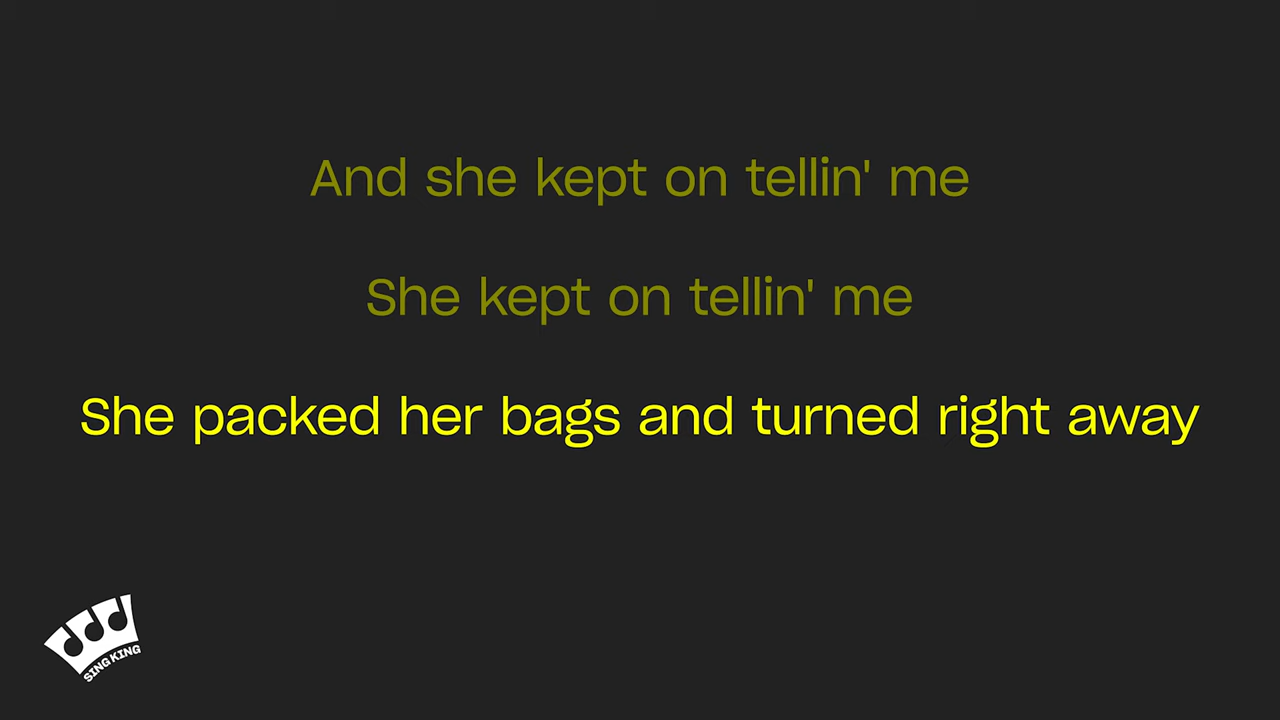 And she kept on tellin' me
She kept on tellin' me
She packed her bags and turned right away
SING KING